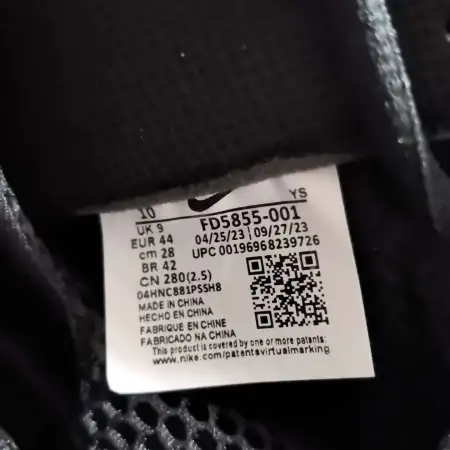 10 YS
UK 9 FD5855-001
EUR 44 04/25/23 09/27/23
cm 28 UPC 00196968239726
BR 42
CN 280(2.5)
04HNC881PSSH8
MADE IN CHINA
HECHO EN CHINA
FABRIQUE EN CHINE
FABRICADO NA CHINA
This product is covered by one or more patents:
www.nike.com/patentsvirtualmarking